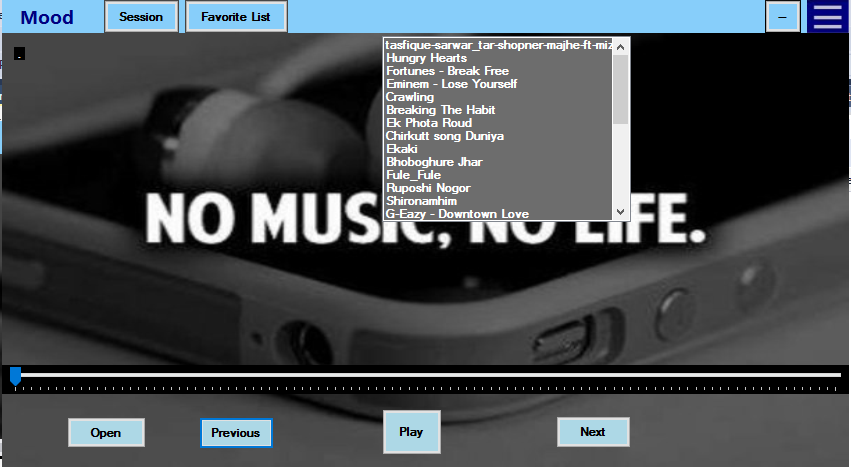 Mood
Session
Favorite List
tasfique-sarwar_tar-shopner-majhe-ft-miz
Hungry Hearts
Fortunes - Break Free
Eminem - Lose Yourself
Crawling
Breaking The Habit
Ek Phota Roud
Chirkutt song Duniya
Ekaki
Bhoboghure Jhar
Fule_Fule
Ruposhi Nogor
Shironamhim
G-Eazy - Downtown Love
NO MUSIC, NO LIFE.
Open
Previous
Play
Next